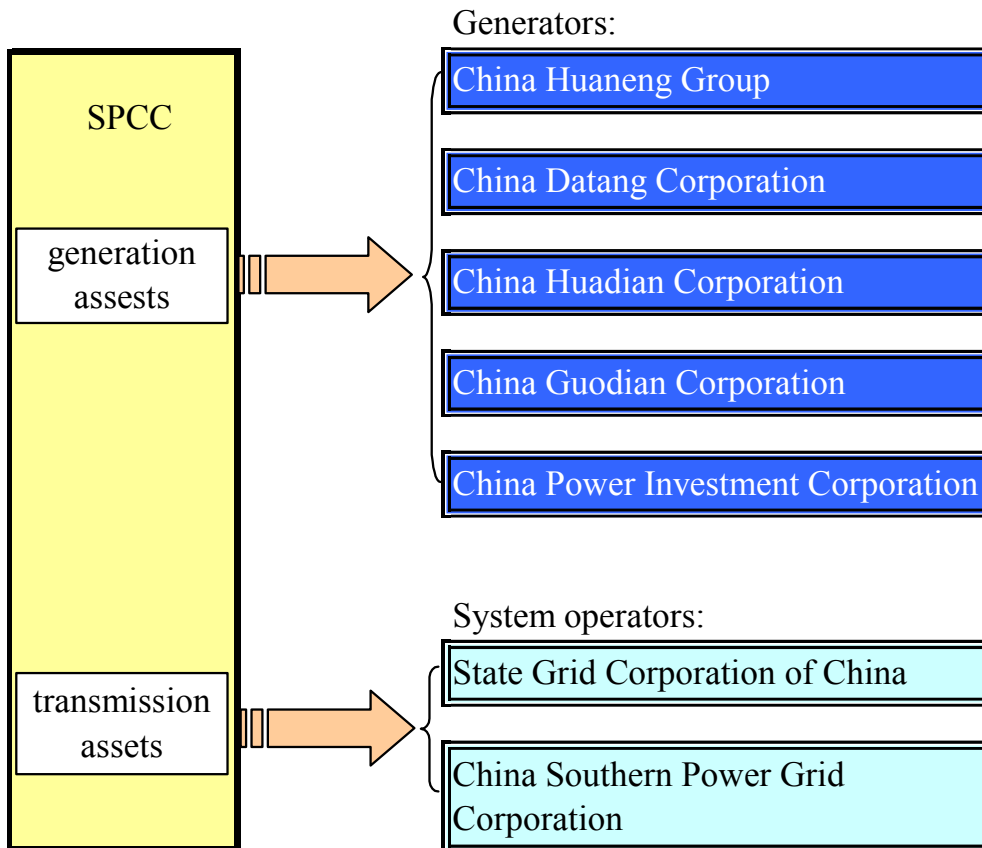 SPCC
generation
assests
transmission
assets
Generators:
China Huaneng Group
China Datang Corporation
China Huadian Corporation
China Guodian Corporation
China Power Investment Corporation
System operators:
State Grid Corporation of China
China Southern Power Grid
Corporation